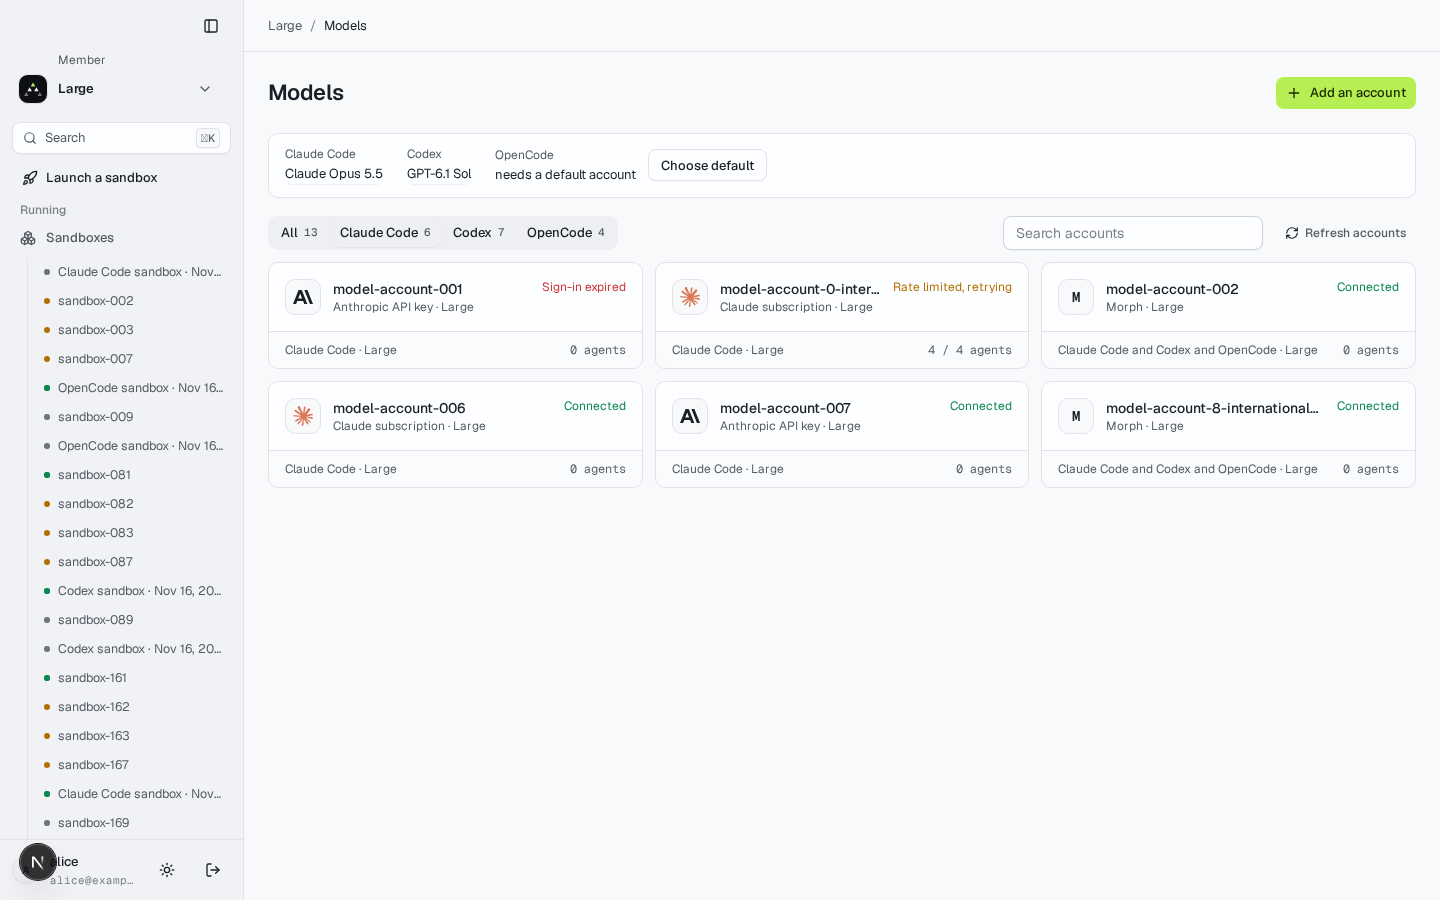 Member
Large
Search
K
Launch a sandbox
Running
Sandboxes
Claude Code sandbox · Nov…
sandbox-002
sandbox-003
sandbox-007
OpenCode sandbox · Nov 16…
sandbox-009
OpenCode sandbox · Nov 16…
sandbox-081
sandbox-082
sandbox-083
sandbox-087
Codex sandbox · Nov 16, 20…
sandbox-089
Codex sandbox · Nov 16, 20…
sandbox-161
sandbox-162
sandbox-163
sandbox-167
Claude Code sandbox · Nov…
sandbox-169
N
alice
alice@examp…
Large / Models
Models
Add an account
Claude Code
Claude Opus 5.5
Codex
GPT-6.1 Sol
OpenCode
needs a default account
Choose default
All 13
Claude Code 6
Codex 7
OpenCode 4
Search accounts
Refresh accounts
A\
model-account-001
Sign-in expired
Anthropic API key · Large
Claude Code · Large
0 agents
model-account-0-inter…
Rate limited, retrying
Claude subscription · Large
Claude Code · Large
4 / 4 agents
M
model-account-002
Connected
Morph · Large
Claude Code and Codex and OpenCode · Large
0 agents
model-account-006
Connected
Claude subscription · Large
Claude Code · Large
0 agents
A\
model-account-007
Connected
Anthropic API key · Large
Claude Code · Large
0 agents
M
model-account-8-international…
Connected
Morph · Large
Claude Code and Codex and OpenCode · Large
0 agents